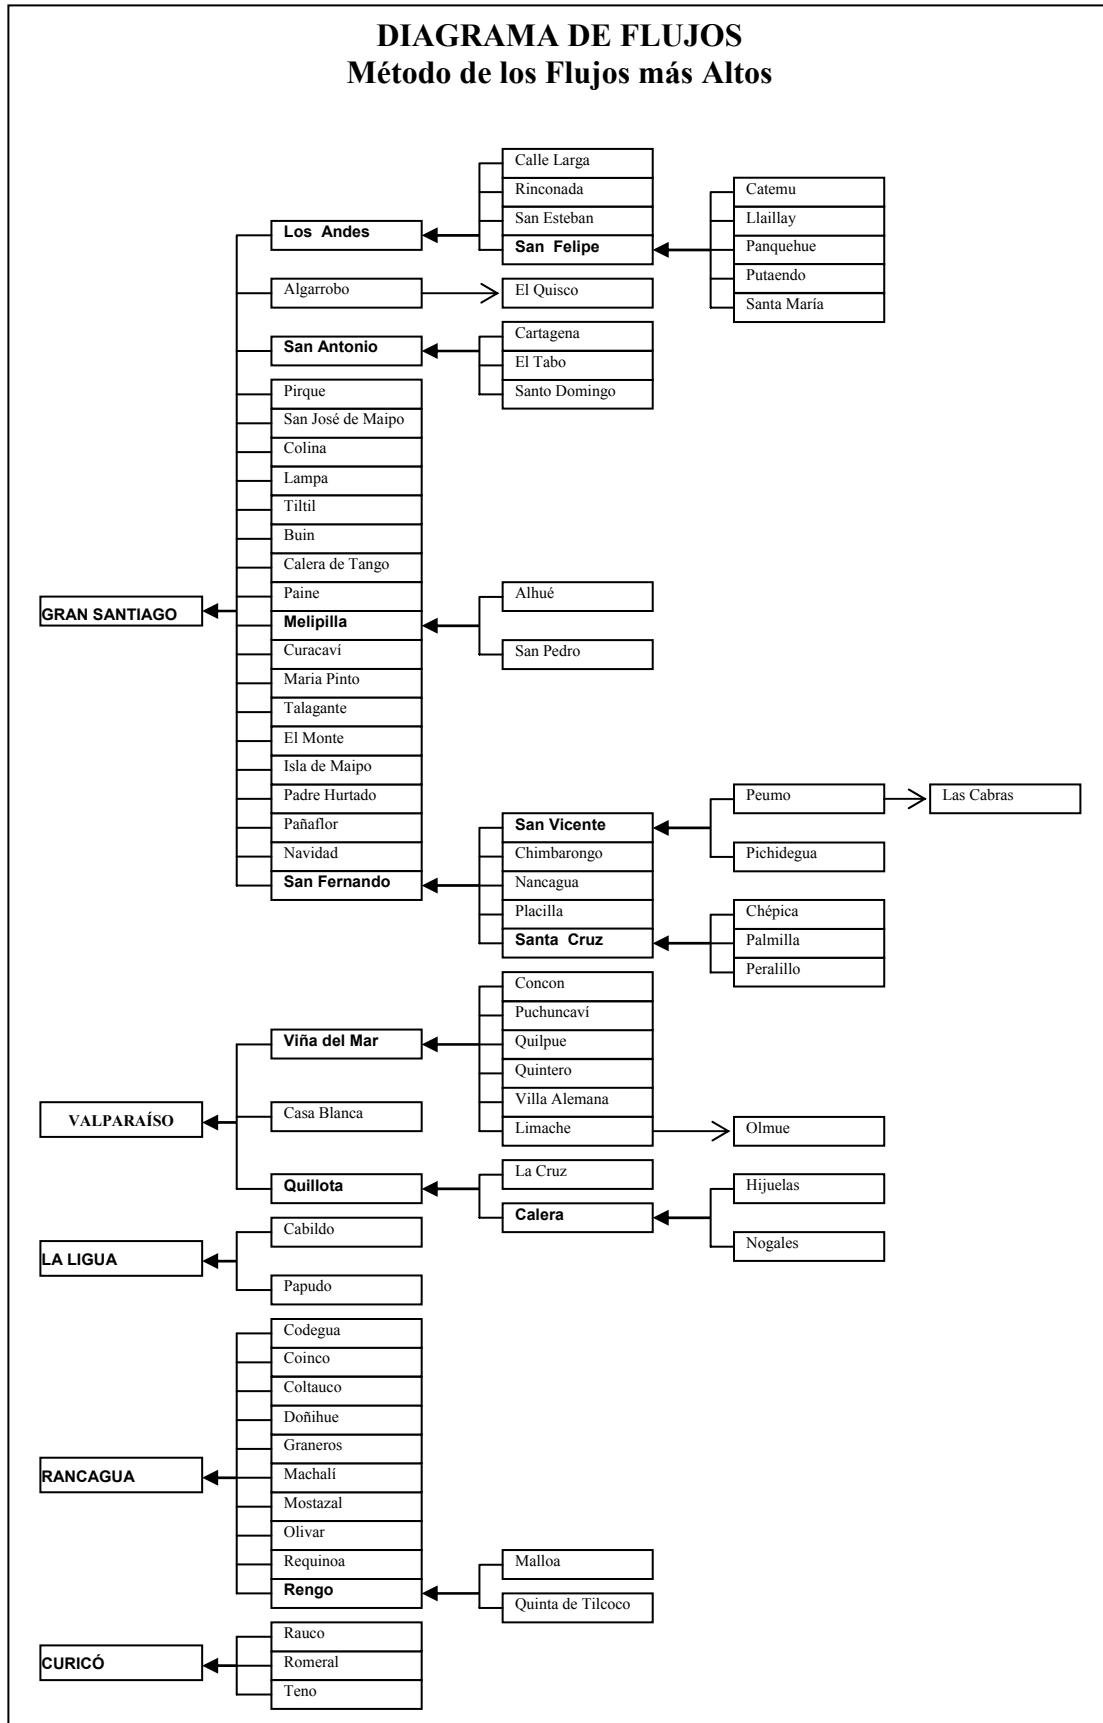 DIAGRAMA DE FLUJOS
Método de los Flujos más Altos
Calle Larga
Rinconada
San Esteban
San Felipe
Catemu
Llaillay
Panquehue
Putaendo
Santa María
Los Andes
Algarrobo
El Quisco
San Antonio
Cartagena
El Tabo
Santo Domingo
Pirque
San José de Maipo
Colina
Lampa
Tiltil
Buin
Calera de Tango
Paine
Melipilla
Curacaví
Maria Pinto
Talagante
El Monte
Isla de Maipo
Padre Hurtado
Pañaflor
Navidad
San Fernando
GRAN SANTIAGO
Alhué
San Pedro
San Vicente
Chimbarongo
Nancagua
Placilla
Santa Cruz
Peumo
Las Cabras
Pichidegua
Chépica
Palmilla
Peralillo
VALPARAÍSO
Viña del Mar
Casa Blanca
Quillota
Concon
Puchuncaví
Quilpue
Quintero
Villa Alemana
Limache
Olmue
La Cruz
Calera
Hijuelas
Nogales
LA LIGUA
Cabildo
Papudo
RANCAGUA
Codegua
Coinco
Coltauco
Doñihue
Graneros
Machalí
Mostazal
Olivar
Requinoa
Rengo
Malloa
Quinta de Tilcoco
CURICÓ
Rauco
Romeral
Teno